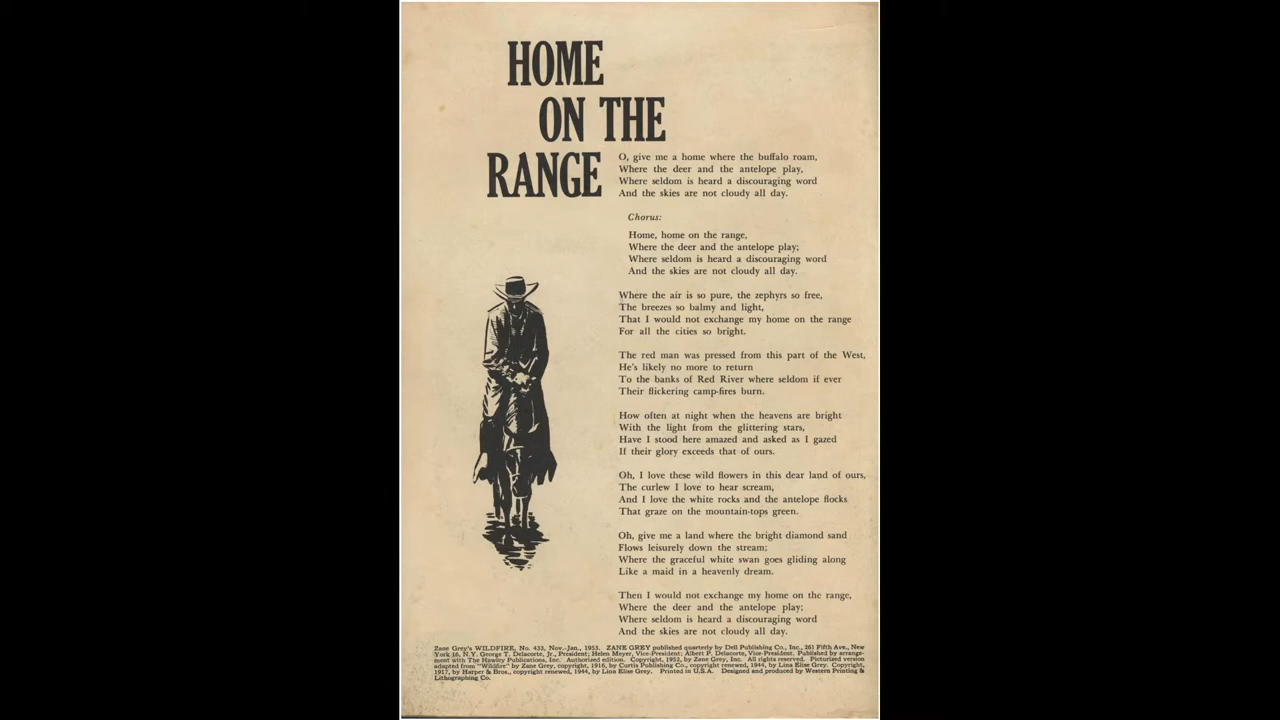 HOME
ON THE
RANGE
O, give me a home where the buffalo roam,
Where the deer and the antelope play,
Where seldom is heard a discouraging word
And the skies are not cloudy all day.
Chorus:
Home, home on the range,
Where the deer and the antelope play;
Where seldom is heard a discouraging word
And the skies are not cloudy all day.
Where the air is so pure, the zephyrs so free,
The breezes so balmy and light,
That I would not exchange my home on the range
For all the cities so bright.
The red man was pressed from this part of the West,
He's likely no more to return
To the banks of Red River where seldom if ever
Their flickering camp-fires burn.
How often at night when the heavens are bright
With the light from the glittering stars,
Have I stood here amazed and asked as I gazed
If their glory exceeds that of ours.
Oh, I love these wild flowers in this dear land of ours,
The curlew I love to hear scream,
And I love the white rocks and the antelope flocks
That graze on the mountain-tops green.
Oh, give me a land where the bright diamond sand
Flows leisurely down the stream;
Where the graceful white swan goes gliding along
Like a maid in a heavenly dream.
Then I would not exchange my home on the range,
Where the deer and the antelope play;
Where seldom is heard a discouraging word
And the skies are not cloudy all day.
Zane Grey's WILDFIRE, No. 433, Nov.-Jan., 1953. ZANE GREY published quarterly by Dell Publishing Co., Inc., 261 Fifth Ave., New
York 16, N.Y. George T. Delacorte, Jr., President; Helen Meyer, Vice-President; Albert P. Delacorte, Vice-President. Published by arrange-
ment with The Hawley Publications, Inc. Authorized edition. Copyright, 1952, by Zane Grey, Inc. All rights reserved. Picturized version
adapted from "Wildfire" by Zane Grey, copyright, 1916, by Curtis Publishing Co., copyright renewed, 1944, by Lina Elise Grey. Copyright,
1917, by Harper & Bros., copyright renewed, 1944, by Lina Elise Grey. Printed in U.S.A. Designed and produced by Western Printing &
Lithographing Co.